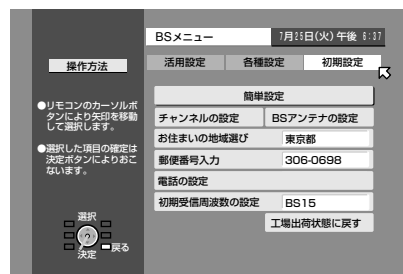 BSメニュー
7月25日(火)午後 6:37
操作方法
活用設定 各種設定 初期設定
簡単設定
●リモコンのカーソルボ
タンにより矢印を移動
して選択します。
●選択した項目の確定は
決定ボタンによりおこ
ないます。
チャンネルの設定 BSアンテナの設定
お住まいの地域選び 東京都
郵便番号入力 306-0698
電話の設定
初期受信周波数の設定 BS15
工場出荷状態に戻す
選択
戻る
決定